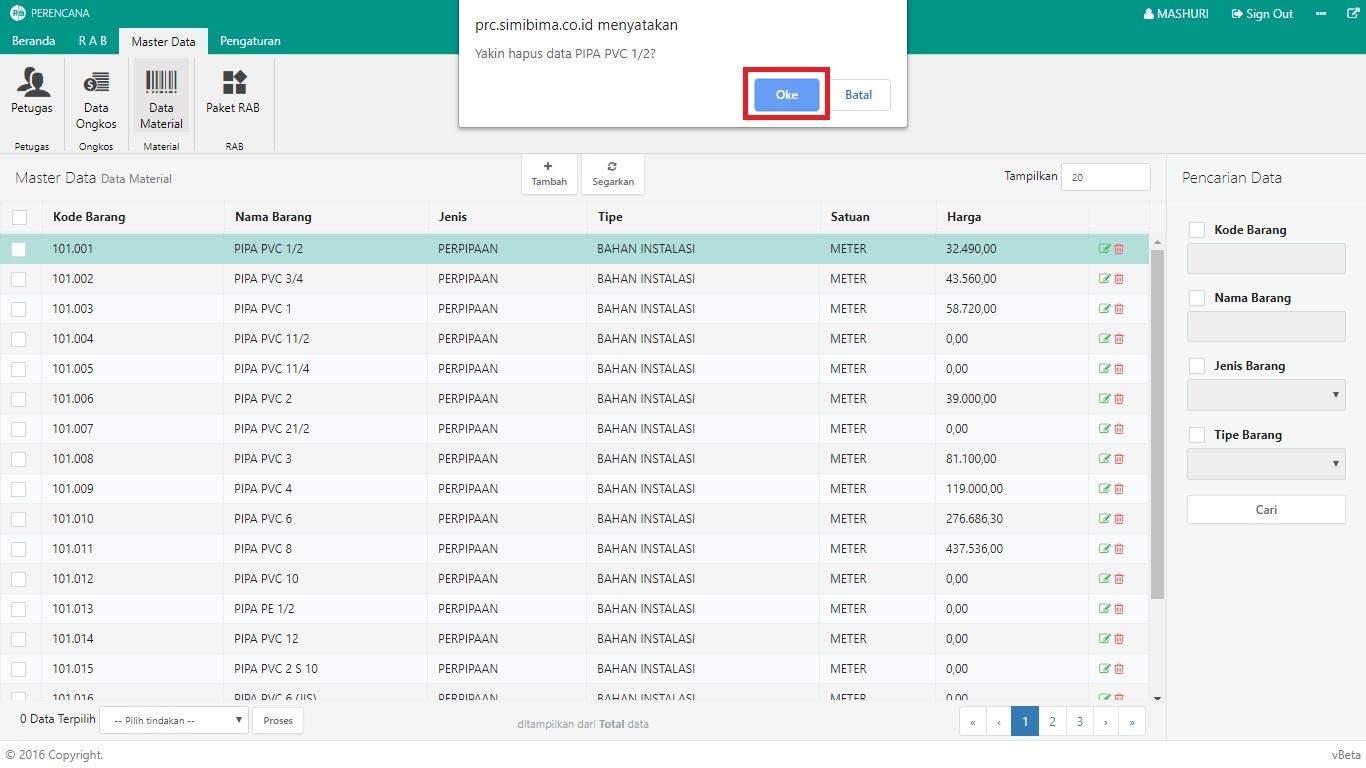 PERENCANA
MASHURI Sign Out
Beranda R A B Master Data Pengaturan
prc.simibima.co.id menyatakan
Yakin hapus data PIPA PVC 1/2?
Oke Batal
Petugas Data Ongkos Data Material Paket RAB
Petugas Ongkos Material RAB
Master Data Data Material
Tambah Segarkan
Tampilkan 20
Pencarian Data
Kode Barang Nama Barang Jenis Tipe Satuan Harga
101.001 PIPA PVC 1/2 PERPIPAAN BAHAN INSTALASI METER 32.490,00
101.002 PIPA PVC 3/4 PERPIPAAN BAHAN INSTALASI METER 43.560,00
101.003 PIPA PVC 1 PERPIPAAN BAHAN INSTALASI METER 58.720,00
101.004 PIPA PVC 11/2 PERPIPAAN BAHAN INSTALASI METER 0,00
101.005 PIPA PVC 11/4 PERPIPAAN BAHAN INSTALASI METER 0,00
101.006 PIPA PVC 2 PERPIPAAN BAHAN INSTALASI METER 39.000,00
101.007 PIPA PVC 21/2 PERPIPAAN BAHAN INSTALASI METER 0,00
101.008 PIPA PVC 3 PERPIPAAN BAHAN INSTALASI METER 81.100,00
101.009 PIPA PVC 4 PERPIPAAN BAHAN INSTALASI METER 119.000,00
101.010 PIPA PVC 6 PERPIPAAN BAHAN INSTALASI METER 276.686,30
101.011 PIPA PVC 8 PERPIPAAN BAHAN INSTALASI METER 437.536,00
101.012 PIPA PVC 10 PERPIPAAN BAHAN INSTALASI METER 0,00
101.013 PIPA PE 1/2 PERPIPAAN BAHAN INSTALASI METER 0,00
101.014 PIPA PVC 12 PERPIPAAN BAHAN INSTALASI METER 0,00
101.015 PIPA PVC 2 S 10 PERPIPAAN BAHAN INSTALASI METER 0,00
101.016 PIPA PVC 6 (JIS) PERPIPAAN BAHAN INSTALASI METER 0,00
Kode Barang
Nama Barang
Jenis Barang
Tipe Barang
Cari
0 Data Terpilih -- Pilih tindakan -- Proses
ditampilkan dari Total data
« ‹ 1 2 3 › »
© 2016 Copyright.
vBeta